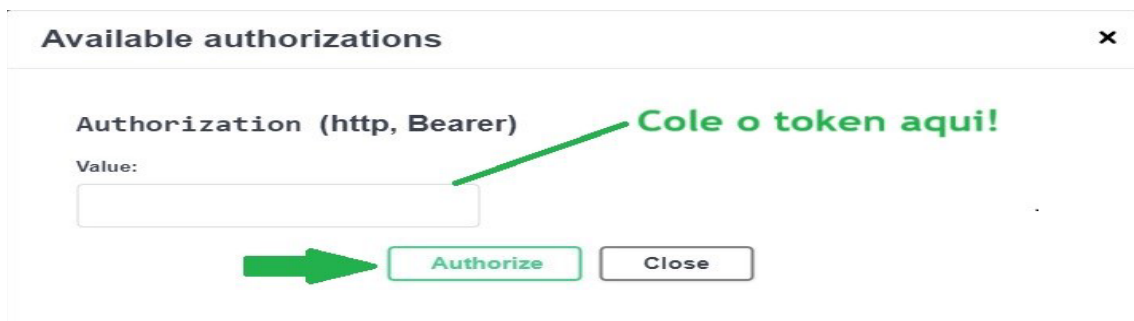 Available authorizations ×
Authorization (http, Bearer)
Cole o token aqui!
Value:
Authorize
Close